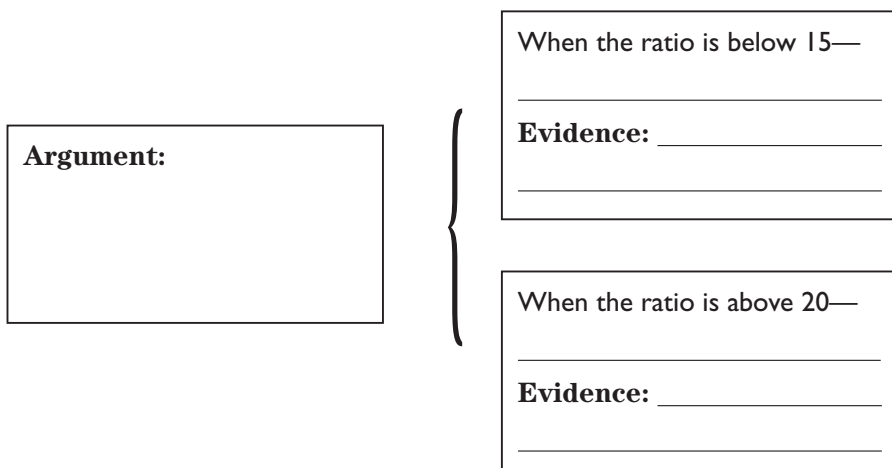 Argument:
When the ratio is below 15—
Evidence:
When the ratio is above 20—
Evidence: